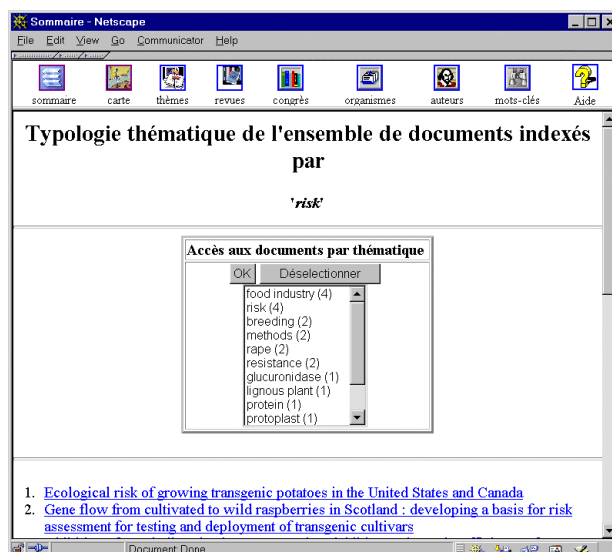 Sommaire - Netscape
File Edit View Go Communicator Help
sommaire carte thèmes revues congrès organismes auteurs mots-clés Aide
Typologie thématique de l'ensemble de documents indexés
par
'risk'
Accès aux documents par thématique
OK Déselectionner
food industry (4)
risk (4)
breeding (2)
methods (2)
rape (2)
resistance (2)
glucuronidase (1)
lignous plant (1)
protein (1)
protoplast (1)
1. Ecological risk of growing transgenic potatoes in the United States and Canada
2. Gene flow from cultivated to wild raspberries in Scotland : developing a basis for risk
assessment for testing and deployment of transgenic cultivars
Document Done